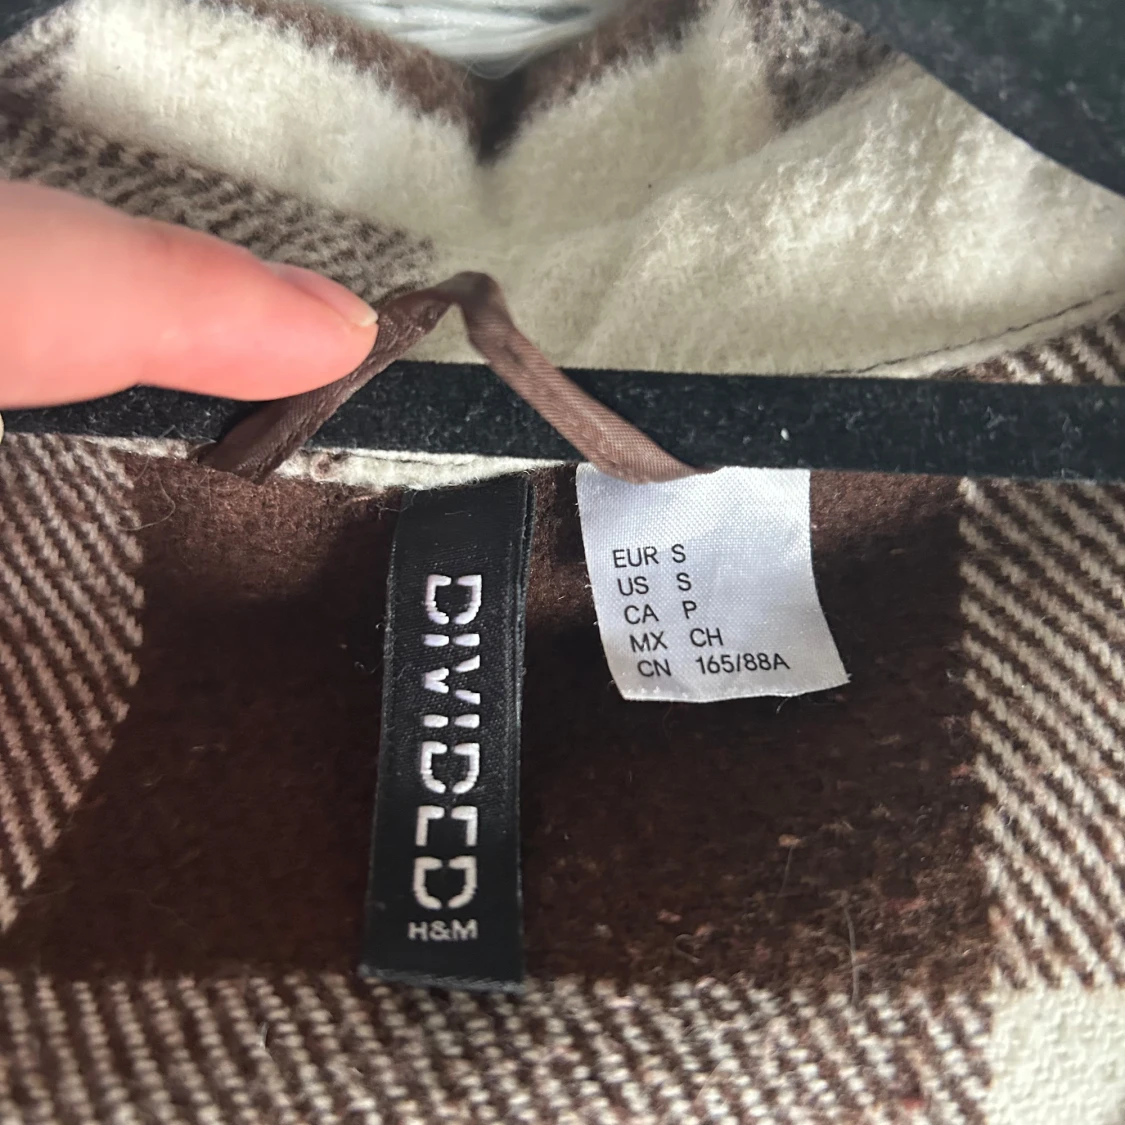 DIVIDED
H&M
EUR S
US S
CA P
MX CH
CN 165/88A